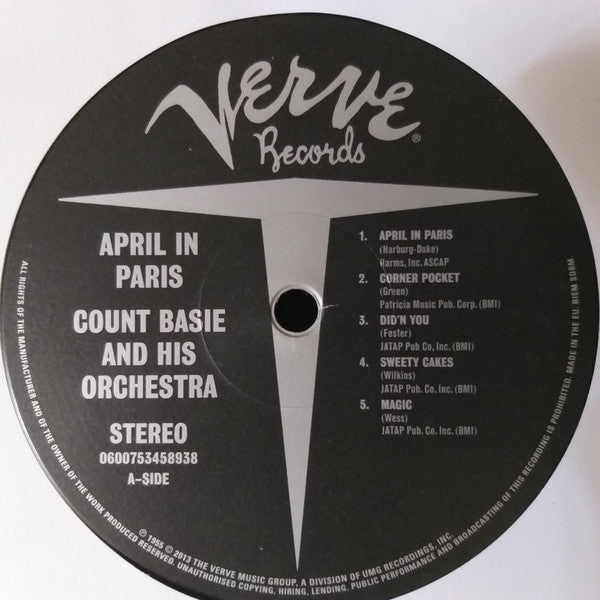 VERVE®
Records
APRIL IN
PARIS
COUNT BASIE
AND HIS
ORCHESTRA
STEREO
0600753458938
A-SIDE
1. APRIL IN PARIS
(Harburg-Duke)
Harms, Inc. ASCAP
2. CORNER POCKET
(Green)
Patricia Music Pub. Corp. (BMI)
3. DID'N YOU
(Foster)
JATAP Pub Co, Inc. (BMI)
4. SWEETY CAKES
(Wilkins)
JATAP Pub. Co. Inc. (BMI)
5. MAGIC
(Wess)
JATAP Pub. Co. Inc. (BMI)
ALL RIGHTS OF THE MANUFACTURER AND OF THE OWNER OF THE WORK PRODUCED RESERVED. UNAUTHORISED COPYING, HIRING, LENDING, PUBLIC PERFORMANCE AND BROADCASTING OF THIS RECORDING IS PROHIBITED. MADE IN THE EU. BIEM SDRM.
℗ 1956 © 2013 THE VERVE MUSIC GROUP, A DIVISION OF UMG RECORDINGS, INC.